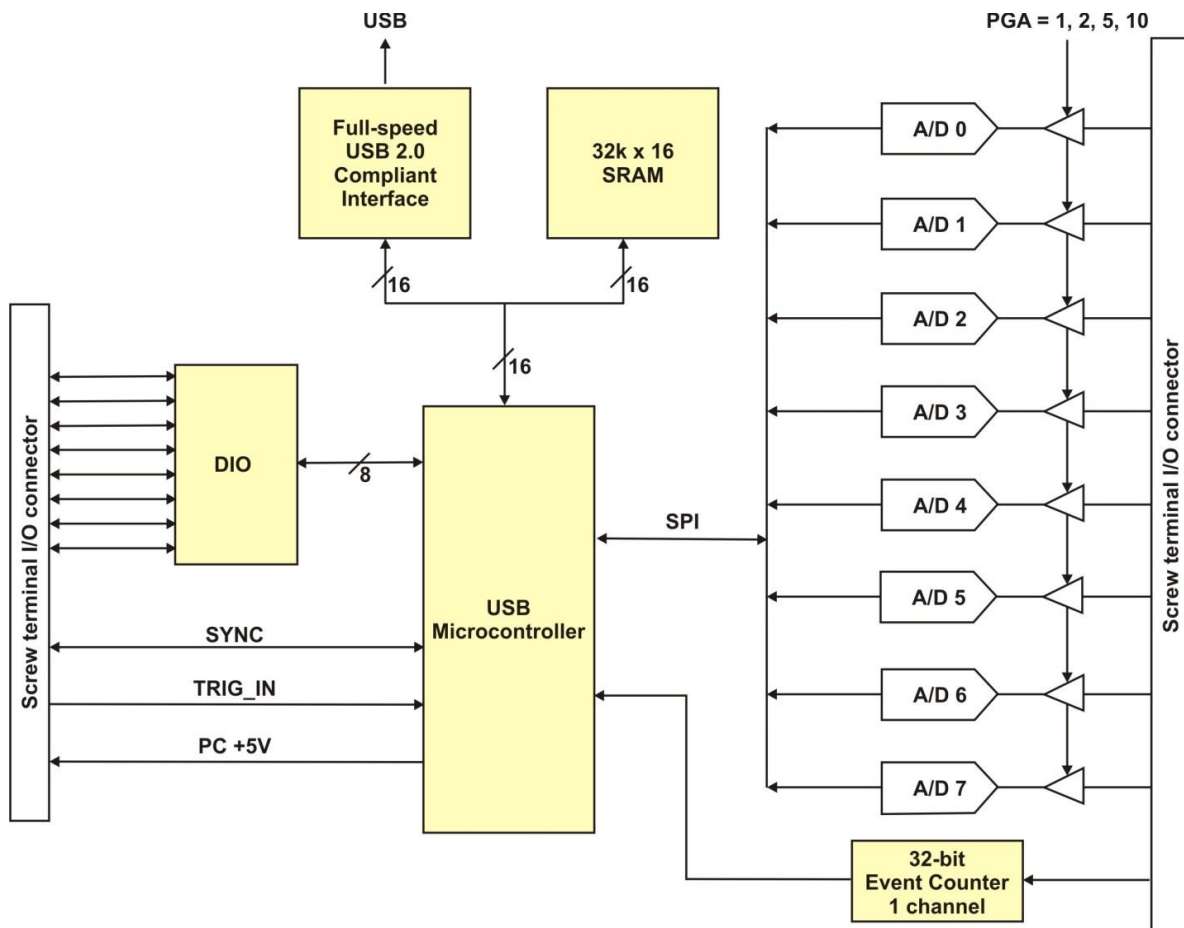 USB
PGA = 1, 2, 5, 10
Full-speed
USB 2.0
Compliant
Interface
32k x 16
SRAM
A/D 0
A/D 1
16
16
A/D 2
16
A/D 3
Screw terminal I/O connector
DIO
8
A/D 4
SPI
Screw terminal I/O connector
USB
Microcontroller
A/D 5
SYNC
TRIG_IN
A/D 6
PC +5V
A/D 7
32-bit
Event Counter
1 channel